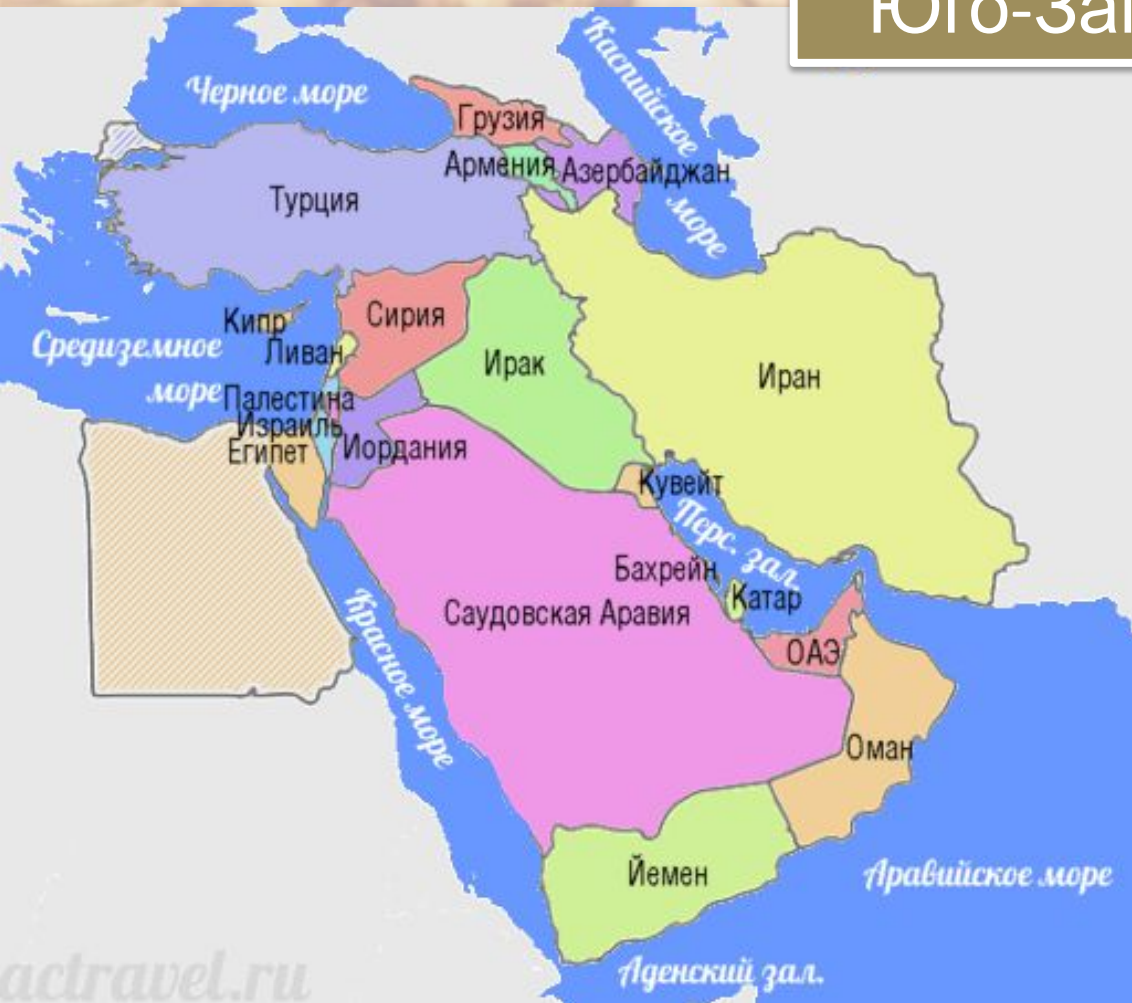 Юго-За
Черное море
Каспийское
море
Грузия
Армения
Азербайджан
Турция
Кипр
Сирия
Средиземное
море
Ливан
Ирак
Иран
Палестина
Израиль
Египет
Иордания
Кувейт
Перс. зал.
Бахрейн
Катар
Саудовская Аравия
Красное море
ОАЭ
Оман
Йемен
Аравийское море
Аденский зал.
actravel.ru